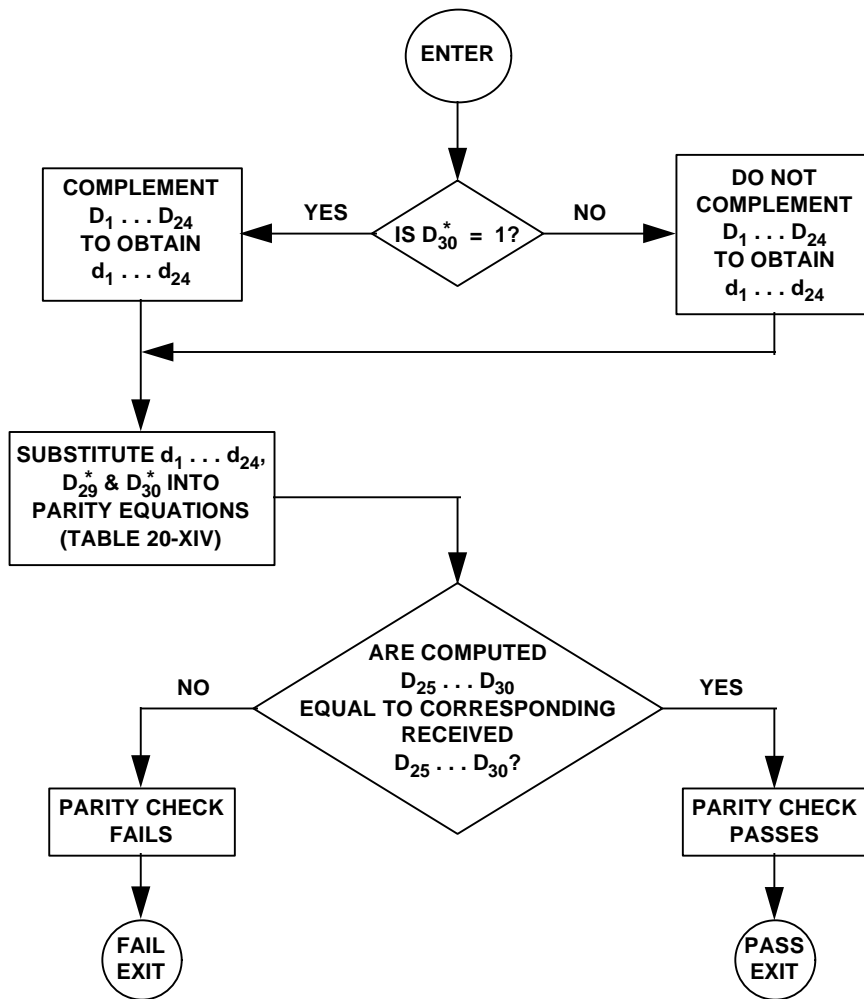 ENTER
COMPLEMENT
D₁ . . . D₂₄
TO OBTAIN
d₁ . . . d₂₄
YES
IS D*₃₀ = 1?
NO
DO NOT
COMPLEMENT
D₁ . . . D₂₄
TO OBTAIN
d₁ . . . d₂₄
SUBSTITUTE d₁ . . . d₂₄,
D*₂₉ & D*₃₀ INTO
PARITY EQUATIONS
(TABLE 20-XIV)
ARE COMPUTED
D₂₅ . . . D₃₀
EQUAL TO CORRESPONDING
RECEIVED
D₂₅ . . . D₃₀?
NO
YES
PARITY CHECK
FAILS
PARITY CHECK
PASSES
FAIL
EXIT
PASS
EXIT